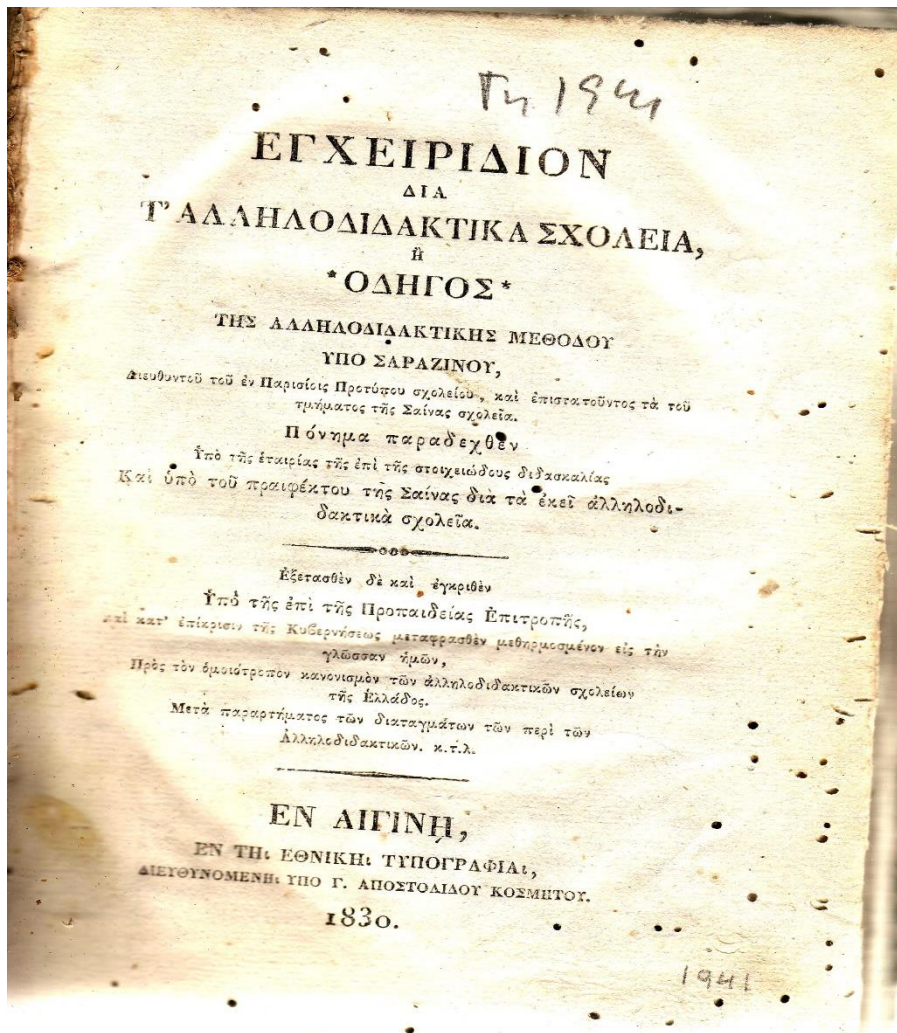 1941
ΕΓΧΕΙΡΙΔΙΟΝ
ΔΙΑ
Τ' ΑΛΛΗΛΟΔΙΔΑΚΤΙΚΑ ΣΧΟΛΕΙΑ,
Ἢ
*ΟΔΗΓΟΣ*
ΤΗΣ ΑΛΛΗΛΟΔΙΔΑΚΤΙΚΗΣ ΜΕΘΟΔΟΥ
ΥΠΟ ΣΑΡΑΖΙΝΟΥ,
Διευθυντοῦ τοῦ ἐν Παρισίοις Προτύπου σχολείου, καὶ ἐπιστατοῦντος τὰ τοῦ
τμήματος τῆς Σαίνας σχολεῖα.
Πόνημα παραδεχθὲν
Ὑπὸ τῆς ἑταιρίας τῆς ἐπὶ τῆς στοιχειώδους διδασκαλίας
Καὶ ὑπὸ τοῦ πραιφέκτου τῆς Σαίνας διὰ τὰ ἐκεῖ ἀλληλοδι-
δακτικὰ σχολεῖα.
Ἐξετασθὲν δὲ καὶ ἐγκριθὲν
Ὑπὸ τῆς ἐπὶ τῆς Προπαιδείας Ἐπιτροπῆς,
καὶ κατ' ἐπίκρισιν τῆς Κυβερνήσεως μεταφρασθὲν μεθηρμοσμένον εἰς τὴν
γλῶσσαν ἡμῶν,
Πρὸς τὸν ὁμοιότροπον κανονισμὸν τῶν ἀλληλοδιδακτικῶν σχολείων
τῆς Ἑλλάδος.
Μετὰ παραρτήματος τῶν διαταγμάτων τῶν περὶ τῶν
Ἀλληλοδιδακτικῶν. κ.τ.λ.
ΕΝ ΑΙΓΙΝῌ,
ΕΝ ΤΗι ΕΘΝΙΚΗι ΤΥΠΟΓΡΑΦΙΑι,
ΔΙΕΥΘΥΝΟΜΕΝΗι ΥΠΟ Γ. ΑΠΟΣΤΟΛΙΔΟΥ ΚΟΣΜΗΤΟΥ.
1830.
1941